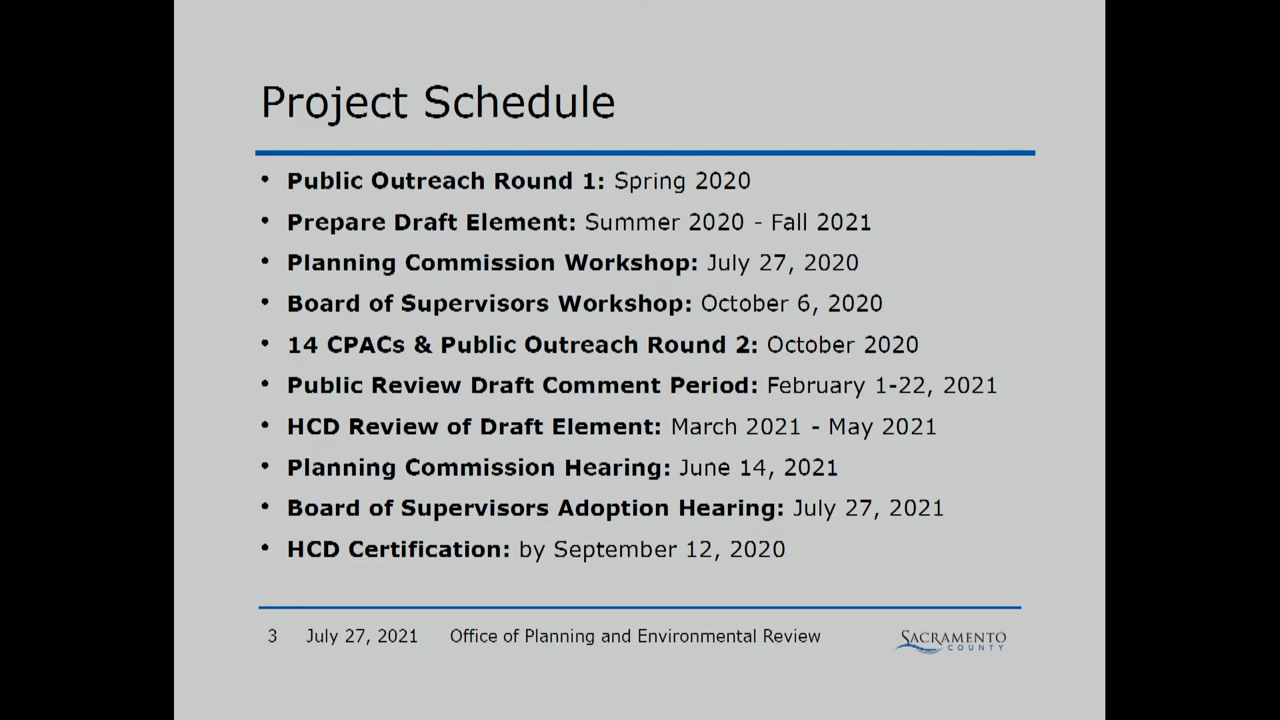 Project Schedule
• Public Outreach Round 1: Spring 2020
• Prepare Draft Element: Summer 2020 - Fall 2021
• Planning Commission Workshop: July 27, 2020
• Board of Supervisors Workshop: October 6, 2020
• 14 CPACs & Public Outreach Round 2: October 2020
• Public Review Draft Comment Period: February 1-22, 2021
• HCD Review of Draft Element: March 2021 - May 2021
• Planning Commission Hearing: June 14, 2021
• Board of Supervisors Adoption Hearing: July 27, 2021
• HCD Certification: by September 12, 2020
3 July 27, 2021 Office of Planning and Environmental Review
SACRAMENTO
COUNTY